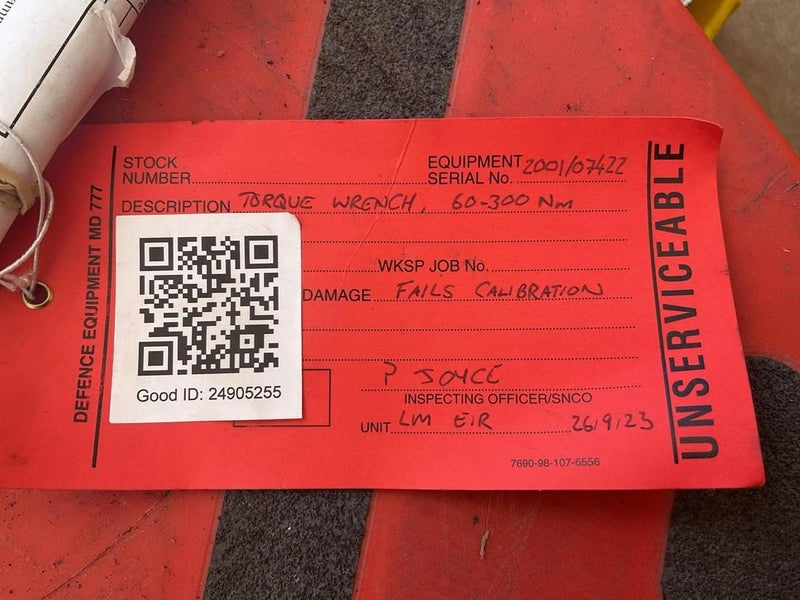 STOCK
NUMBER
EQUIPMENT
SERIAL No. 2001/07422
DESCRIPTION TORQUE WRENCH, 60-300 Nm
WKSP JOB No.
DAMAGE FAILS CALIBRATION
P JOYCE
INSPECTING OFFICER/SNCO
UNIT LM EIR 26/9/23
7690-98-107-6556
DEFENCE EQUIPMENT MD 777
UNSERVICEABLE
Good ID: 24905255